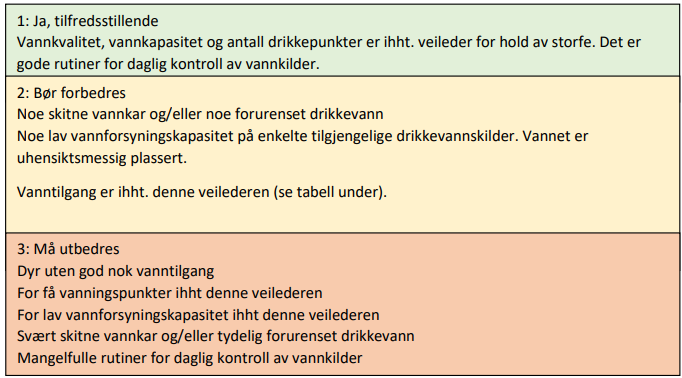 1: Ja, tilfredsstillende
Vannkvalitet, vannkapasitet og antall drikkepunkter er ihht. veileder for hold av storfe. Det er
gode rutiner for daglig kontroll av vannkilder.
2: Bør forbedres
Noe skitne vannkar og/eller noe forurenset drikkevann
Noe lav vannforsyningskapasitet på enkelte tilgjengelige drikkevannskilder. Vannet er
uhensiktsmessig plassert.
Vanntilgang er ihht. denne veilederen (se tabell under).
3: Må utbedres
Dyr uten god nok vanntilgang
For få vanningspunkter ihht denne veilederen
For lav vannforsyningskapasitet ihht denne veilederen
Svært skitne vannkar og/eller tydelig forurenset drikkevann
Mangelfulle rutiner for daglig kontroll av vannkilder